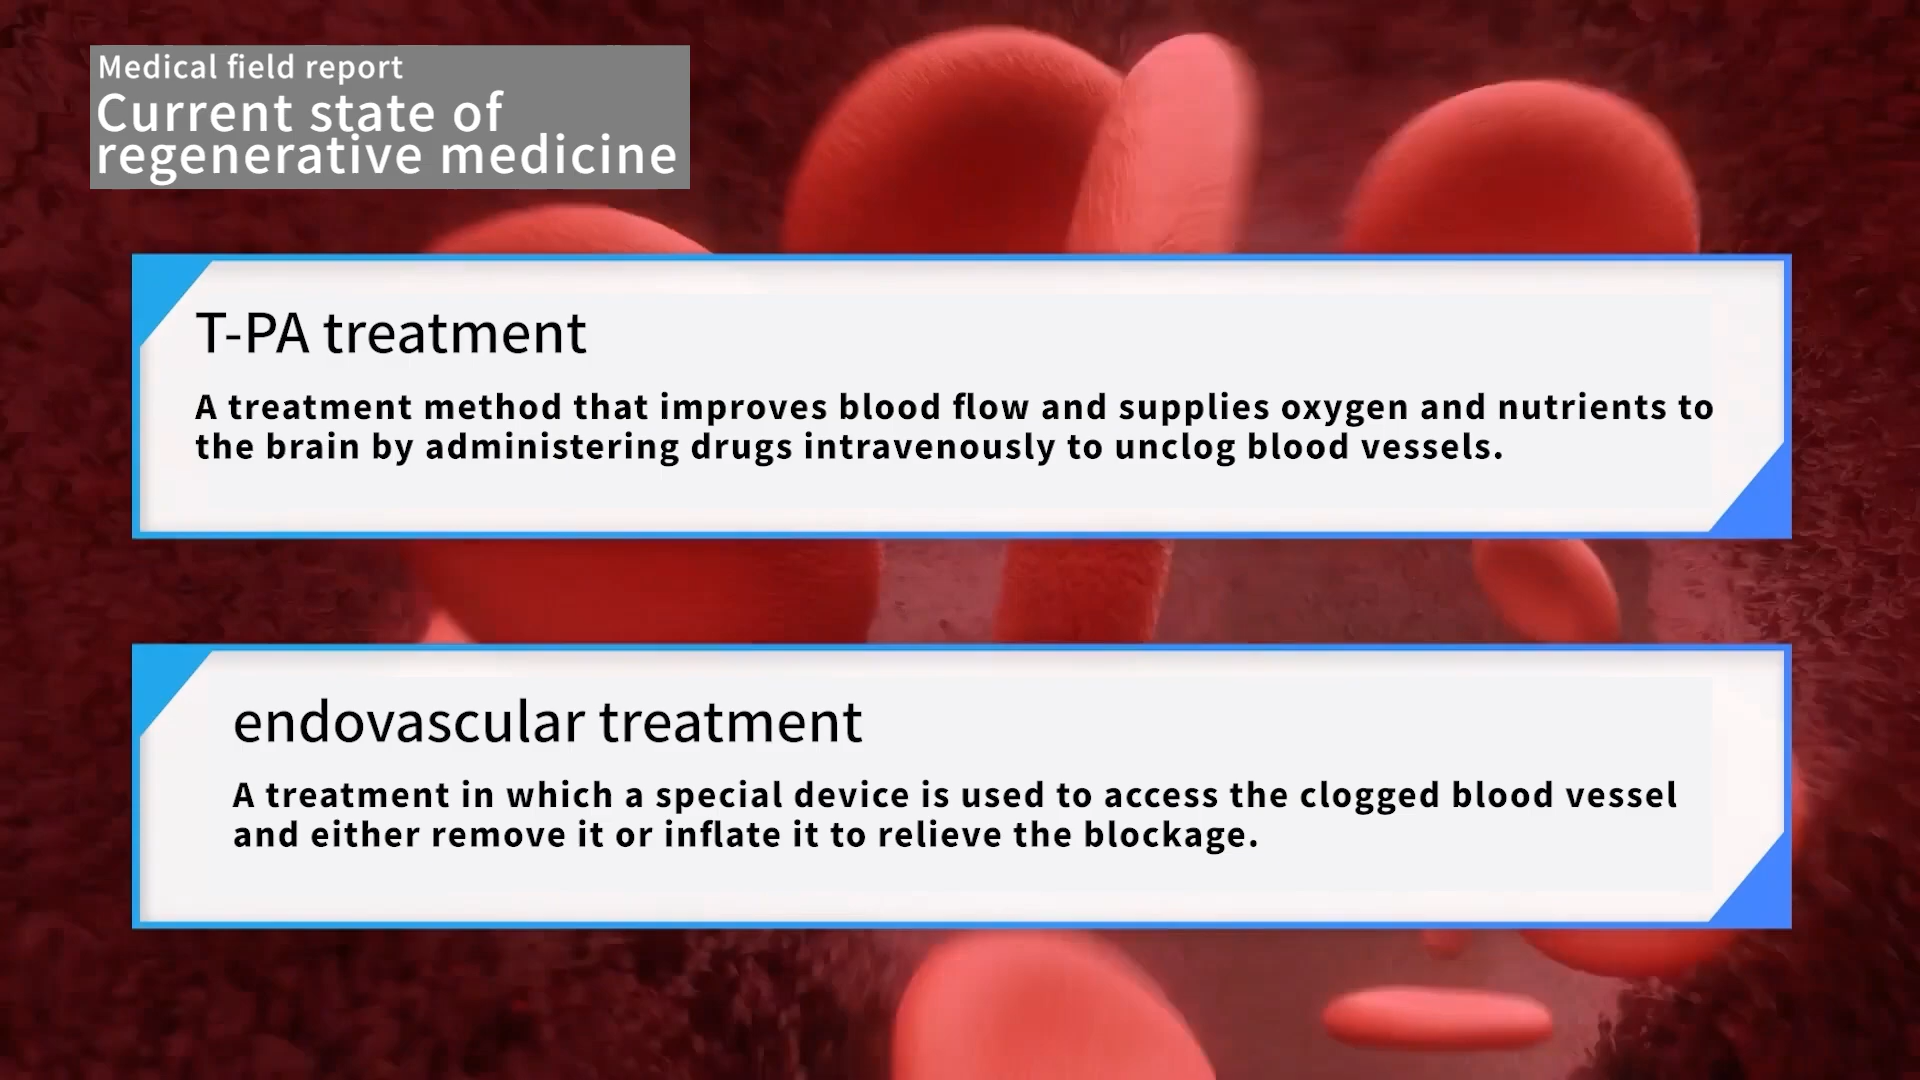 Medical field report
Current state of
regenerative medicine
T-PA treatment
A treatment method that improves blood flow and supplies oxygen and nutrients to
the brain by administering drugs intravenously to unclog blood vessels.
endovascular treatment
A treatment in which a special device is used to access the clogged blood vessel
and either remove it or inflate it to relieve the blockage.